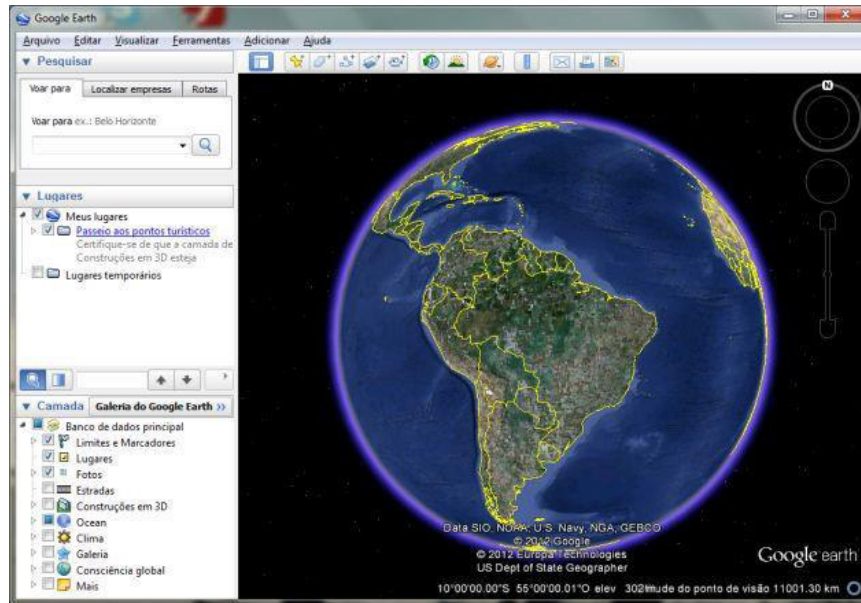 Google Earth
Arquivo Editar Visualizar Ferramentas Adicionar Ajuda
Pesquisar
Voar para Localizar empresas Rotas
Voar para ex.: Belo Horizonte
Lugares
Meus lugares
Passeio aos pontos turísticos
Certifique-se de que a camada de
Construções em 3D esteja
Lugares temporários
Camada Galeria do Google Earth >>
Banco de dados principal
Limites e Marcadores
Lugares
Fotos
Estradas
Construções em 3D
Ocean
Clima
Galeria
Consciência global
Mais
N
Data SIO, NOAA, U.S. Navy, NGA, GEBCO
© 2012 Google
© 2012 Europa Technologies
US Dept of State Geographer
Google earth
10°00'00.00"S 55°00'00.01"O elev do ponto de visão 11001.30 km